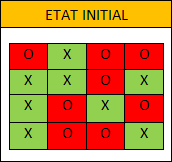 ETAT INITIAL
O X O O
X X O X
X O X O
X O O X